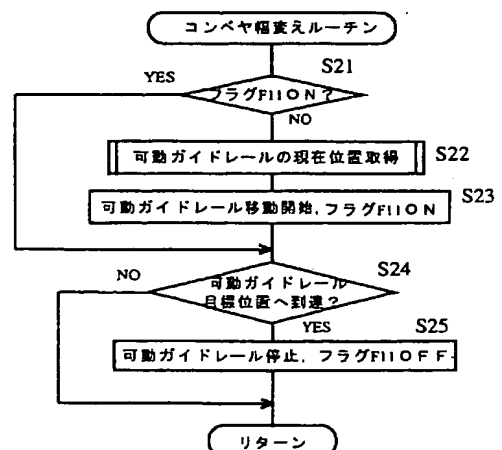 コンベヤ幅変えルーチン
S21
YES
フラグF11ON?
NO
可動ガイドレールの現在位置取得
S22
S23
可動ガイドレール移動開始,フラグF11ON
S24
NO
可動ガイドレール
目標位置へ到達?
YES
S25
可動ガイドレール停止,フラグF11OFF
リターン